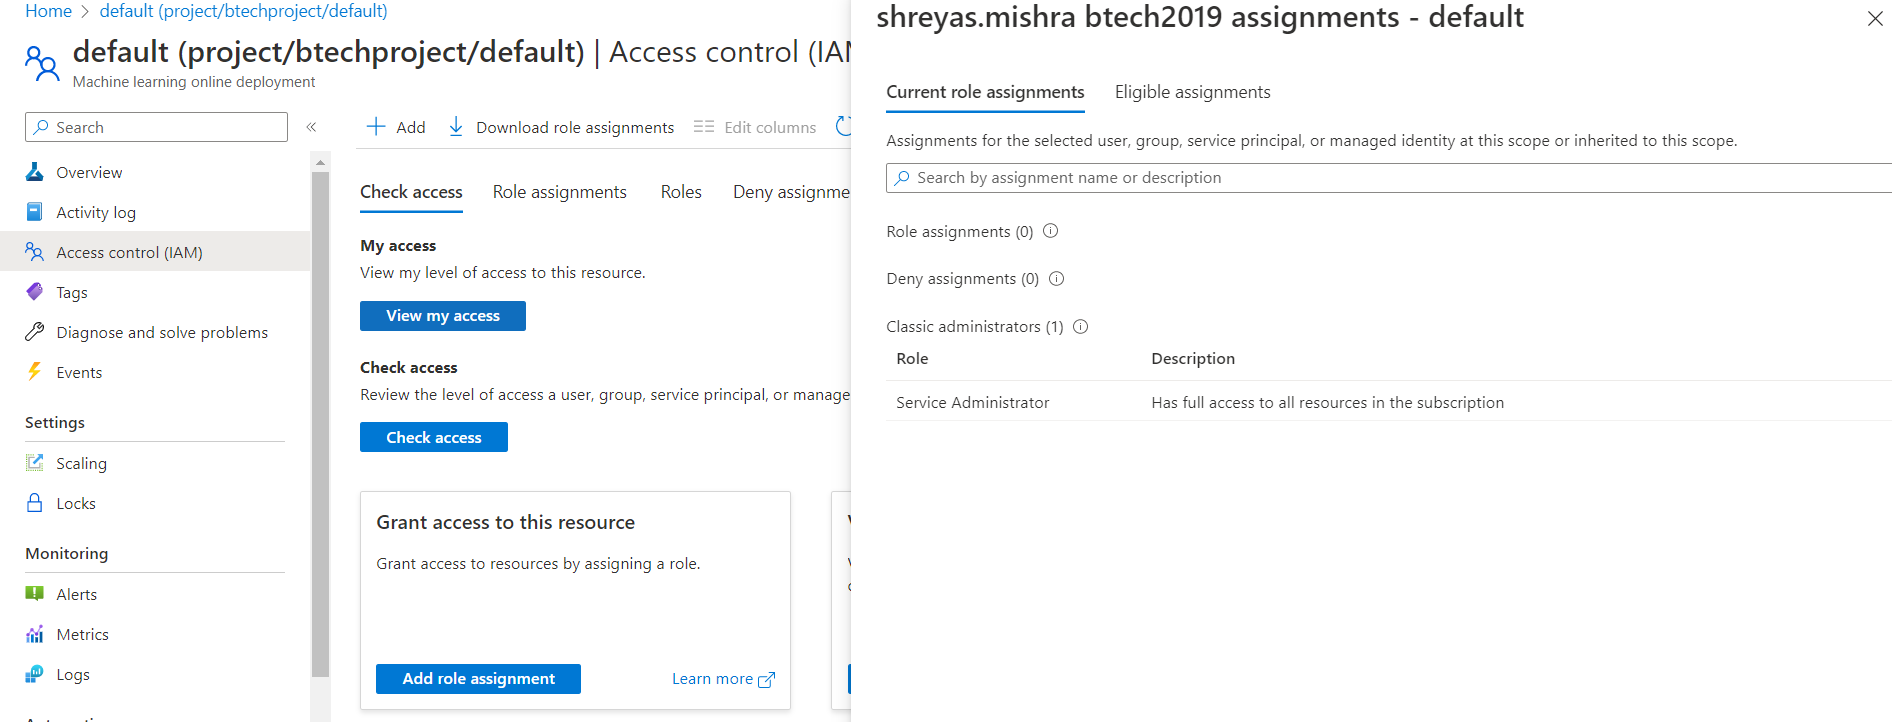 Home > default (project/btechproject/default)
default (project/btechproject/default) | Access control (IAM
Machine learning online deployment
Search
«
Overview
Activity log
Access control (IAM)
Tags
Diagnose and solve problems
Events
Settings
Scaling
Locks
Monitoring
Alerts
Metrics
Logs
+ Add
Download role assignments
Edit columns
Check access
Role assignments
Roles
Deny assignme
My access
View my level of access to this resource.
View my access
Check access
Review the level of access a user, group, service principal, or manage
Check access
Grant access to this resource
Grant access to resources by assigning a role.
Add role assignment
Learn more
shreyas.mishra btech2019 assignments - default
Current role assignments
Eligible assignments
Assignments for the selected user, group, service principal, or managed identity at this scope or inherited to this scope.
Search by assignment name or description
Role assignments (0)
Deny assignments (0)
Classic administrators (1)
Role Description
Service Administrator Has full access to all resources in the subscription